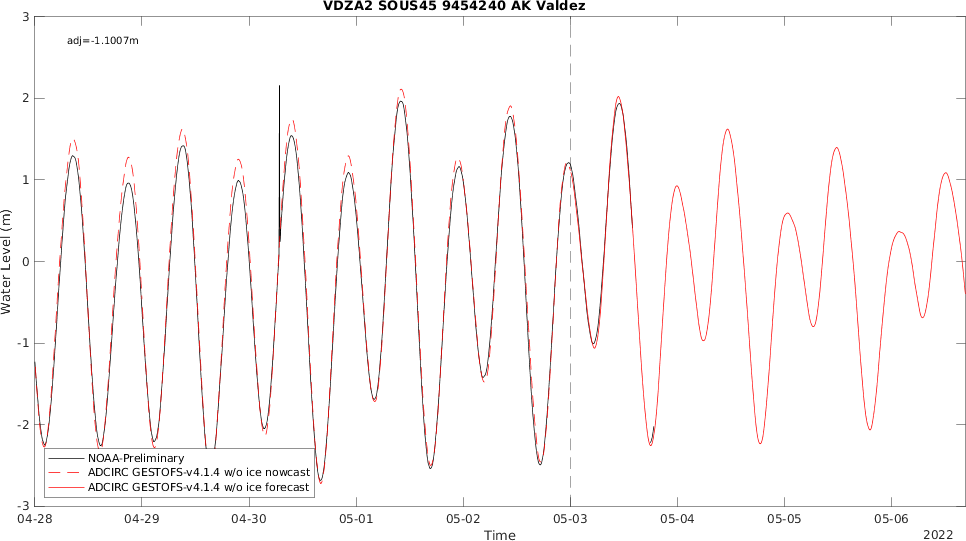 VDZA2 SOUS45 9454240 AK Valdez
adj=-1.1007m
3
2
1
0
-1
-2
-3
Water Level (m)
NOAA-Preliminary
ADCIRC GESTOFS-v4.1.4 w/o ice nowcast
ADCIRC GESTOFS-v4.1.4 w/o ice forecast
04-28 04-29 04-30 05-01 05-02 05-03 05-04 05-05 05-06
Time
2022